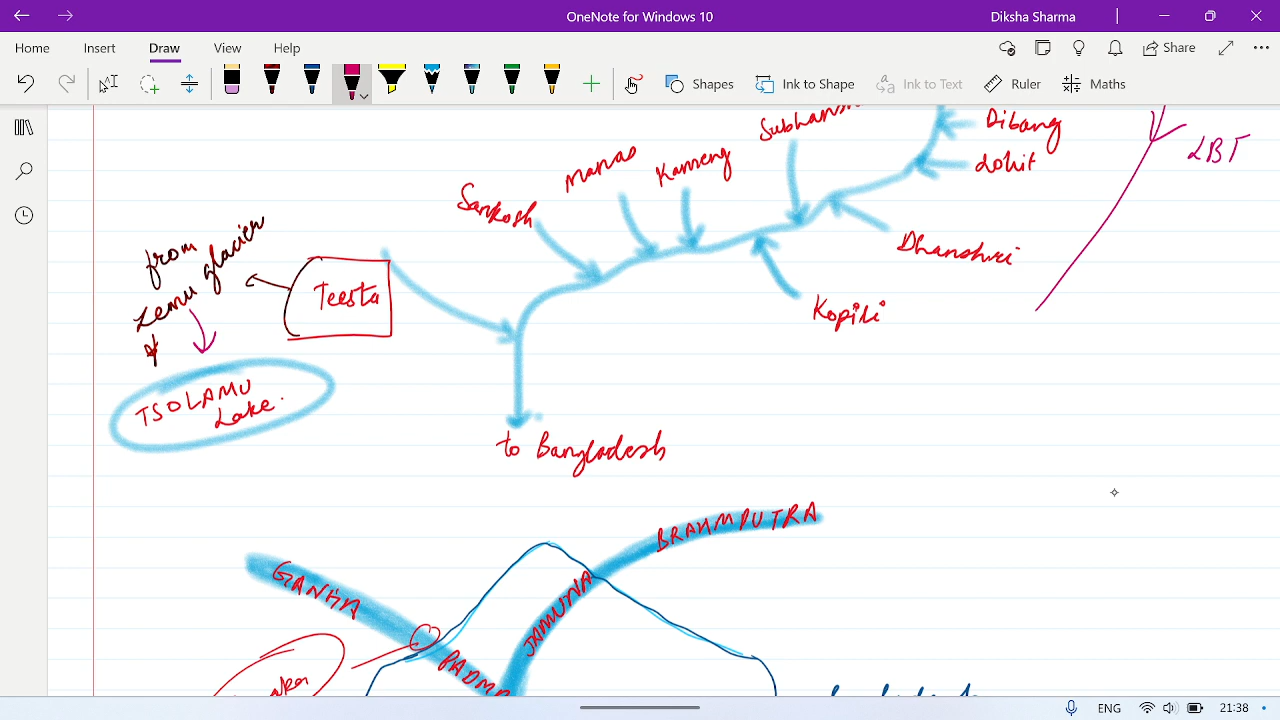 OneNote for Windows 10
Diksha Sharma
Home Insert Draw View Help
Share
Shapes
Ink to Shape
Ink to Text
Ruler
Maths
Dibang
LBT
Lohit
Manas
Kameng
Sankosh
Dhanshri
from
zemu glacier
&
Teesta
Kopili
TSOLAMU
Lake.
to Bangladesh
BRAHMPUTRA
GANGA
JAMUNA
ENG
21:38